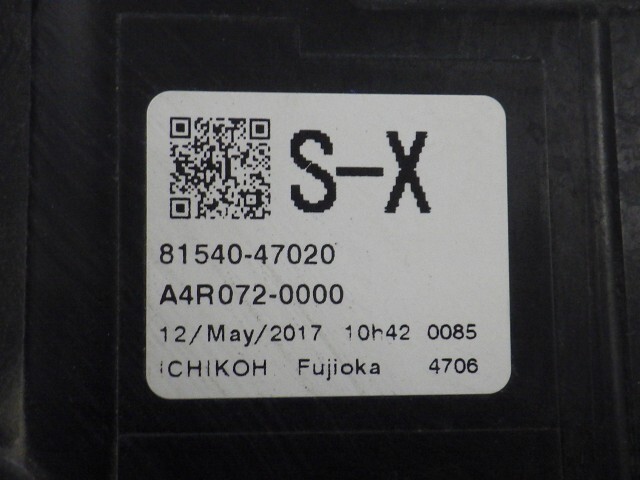 S-X
81540-47020
A4R072-0000
12/May/2017 10h42 0085
ICHIKOH Fujioka 4706